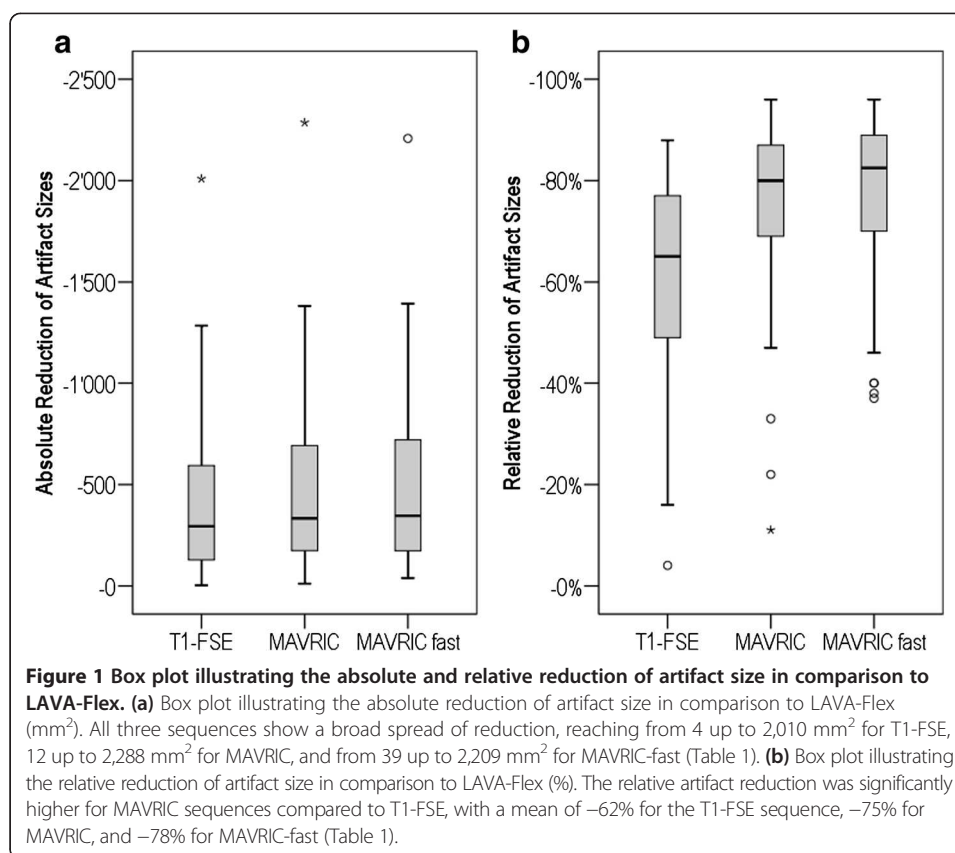 a
b
-2'500
-2'000
-1'500
-1'000
-500
-0
Absolute Reduction of Artifact Sizes
T1-FSE MAVRIC MAVRIC fast
-100%
-80%
-60%
-40%
-20%
-0%
Relative Reduction of Artifact Sizes
T1-FSE MAVRIC MAVRIC fast
Figure 1 Box plot illustrating the absolute and relative reduction of artifact size in comparison to
LAVA-Flex. (a) Box plot illustrating the absolute reduction of artifact size in comparison to LAVA-Flex
(mm²). All three sequences show a broad spread of reduction, reaching from 4 up to 2,010 mm² for T1-FSE,
12 up to 2,288 mm² for MAVRIC, and from 39 up to 2,209 mm² for MAVRIC-fast (Table 1). (b) Box plot illustrating
the relative reduction of artifact size in comparison to LAVA-Flex (%). The relative artifact reduction was significantly
higher for MAVRIC sequences compared to T1-FSE, with a mean of −62% for the T1-FSE sequence, −75% for
MAVRIC, and −78% for MAVRIC-fast (Table 1).